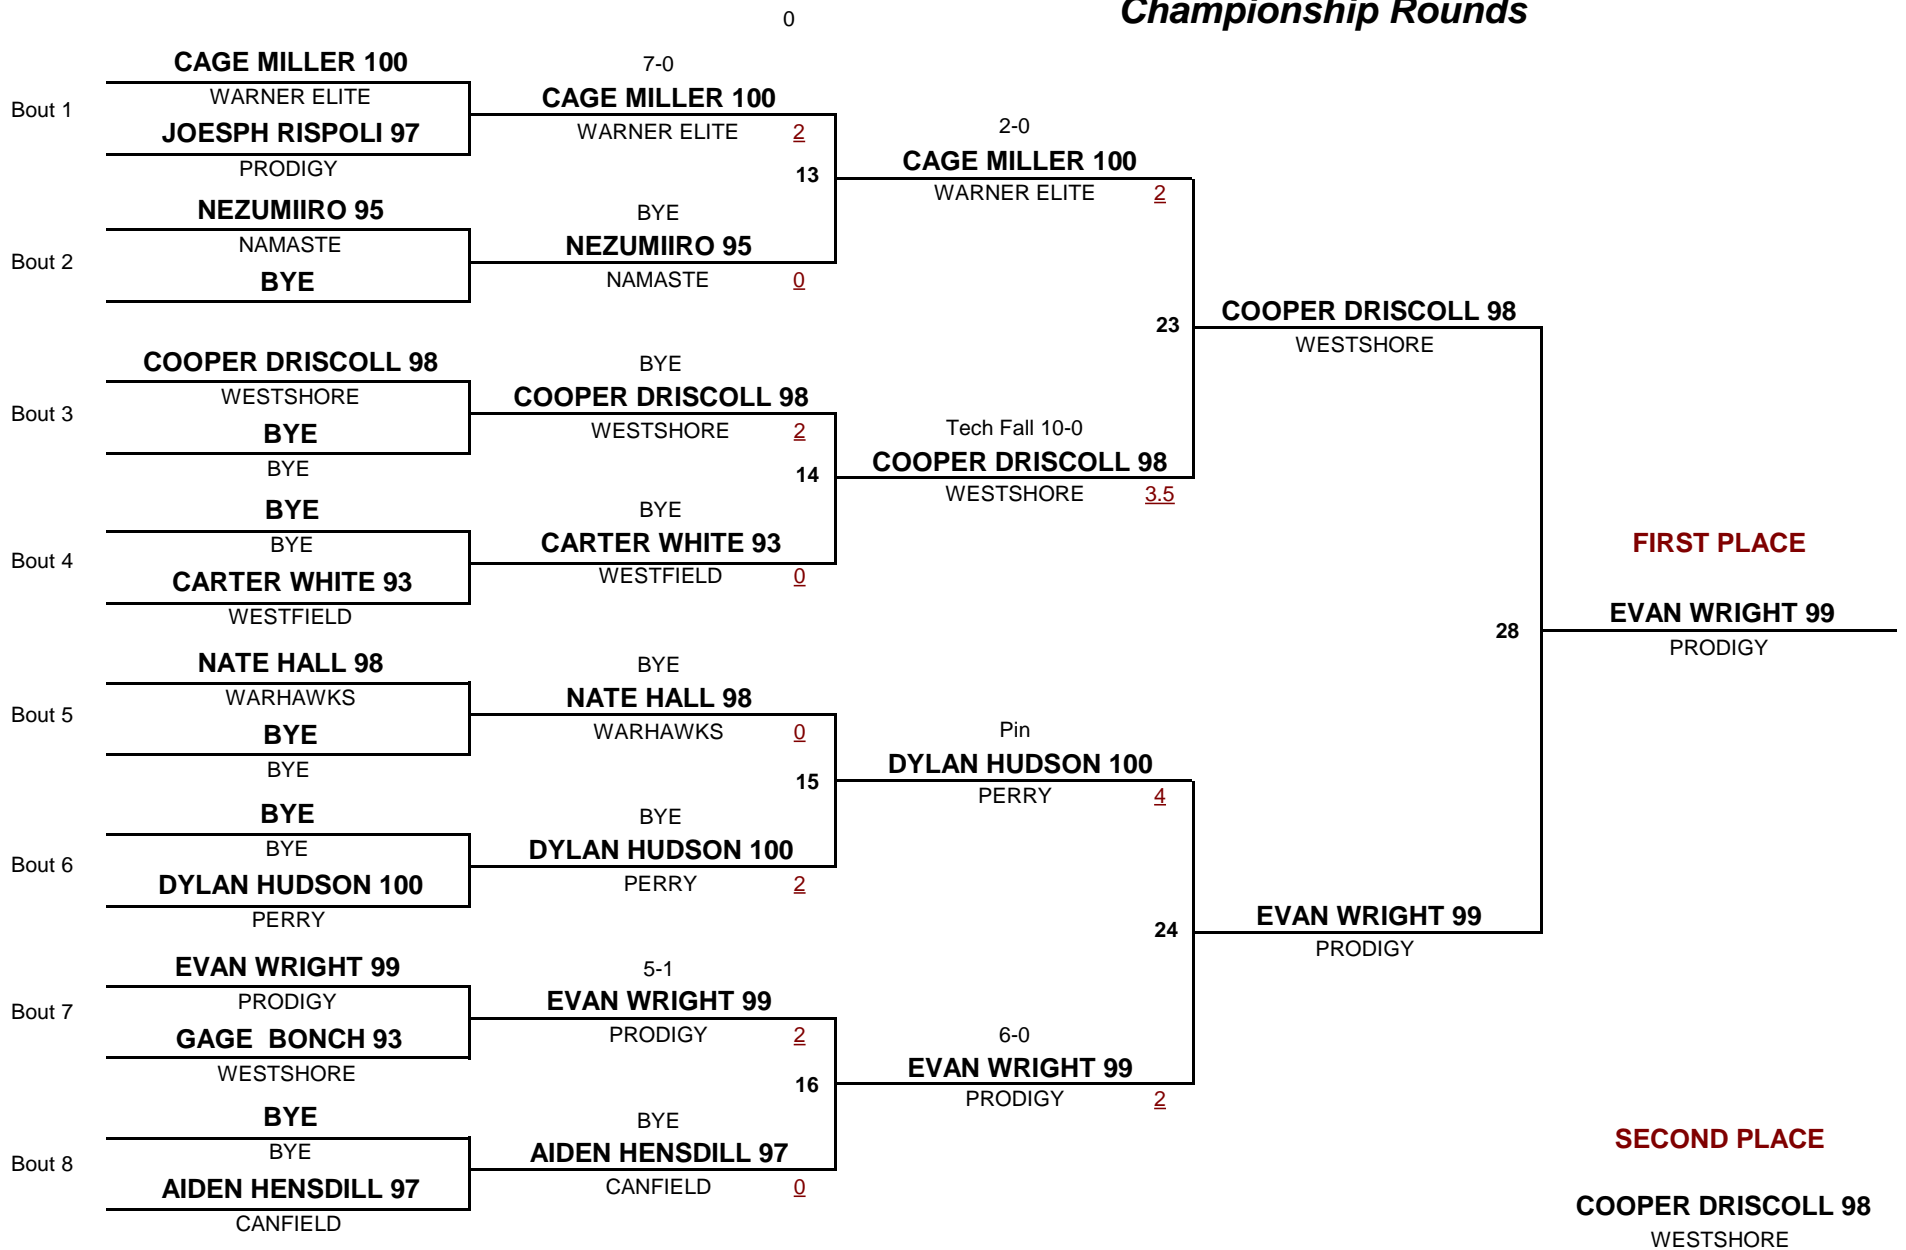 0
Championship Rounds
CAGE MILLER 100
WARNER ELITE
Bout 1
JOESPH RISPOLI 97
PRODIGY
NEZUMIIRO 95
NAMASTE
Bout 2
BYE
COOPER DRISCOLL 98
WESTSHORE
Bout 3
BYE
BYE
BYE
BYE
Bout 4
CARTER WHITE 93
WESTFIELD
NATE HALL 98
WARHAWKS
Bout 5
BYE
BYE
BYE
BYE
Bout 6
DYLAN HUDSON 100
PERRY
EVAN WRIGHT 99
PRODIGY
Bout 7
GAGE  BONCH 93
WESTSHORE
BYE
BYE
Bout 8
AIDEN HENSDILL 97
CANFIELD
7-0
CAGE MILLER 100
WARNER ELITE 2
13
BYE
NEZUMIIRO 95
NAMASTE 0
BYE
COOPER DRISCOLL 98
WESTSHORE 2
14
BYE
CARTER WHITE 93
WESTFIELD 0
BYE
NATE HALL 98
WARHAWKS 0
15
BYE
DYLAN HUDSON 100
PERRY 2
5-1
EVAN WRIGHT 99
PRODIGY 2
16
BYE
AIDEN HENSDILL 97
CANFIELD 0
2-0
CAGE MILLER 100
WARNER ELITE 2
23
Tech Fall 10-0
COOPER DRISCOLL 98
WESTSHORE 3.5
Pin
DYLAN HUDSON 100
PERRY 4
24
6-0
EVAN WRIGHT 99
PRODIGY 2
COOPER DRISCOLL 98
WESTSHORE
28
EVAN WRIGHT 99
PRODIGY
FIRST PLACE
EVAN WRIGHT 99
PRODIGY
SECOND PLACE
COOPER DRISCOLL 98
WESTSHORE